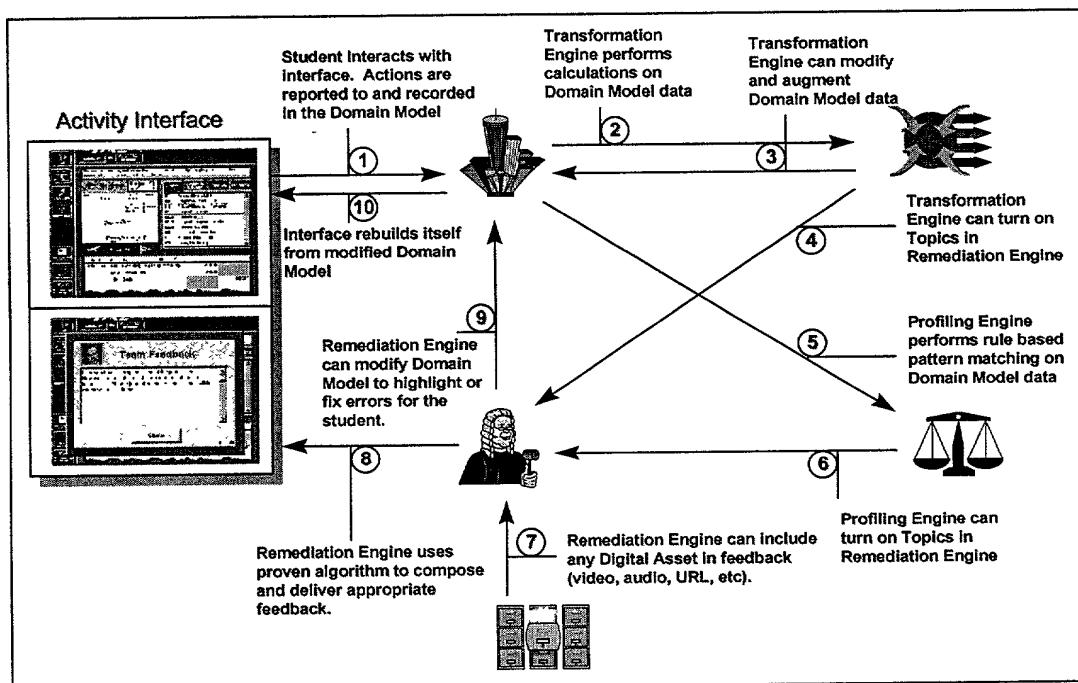 Student Interacts with
interface. Actions are
reported to and recorded
in the Domain Model
Transformation
Engine performs
calculations on
Domain Model data
Transformation
Engine can modify
and augment
Domain Model data
Activity Interface
1
2
3
10
Interface rebuilds itself
from modified Domain
Model
4
Transformation
Engine can turn on
Topics in
Remediation Engine
9
Remediation Engine
can modify Domain
Model to highlight or
fix errors for the
student.
5
Profiling Engine
performs rule based
pattern matching on
Domain Model data
Team Feedback
8
6
Remediation Engine uses
proven algorithm to compose
and deliver appropriate
feedback.
7
Remediation Engine can include
any Digital Asset in feedback
(video, audio, URL, etc).
Profiling Engine can
turn on Topics in
Remediation Engine